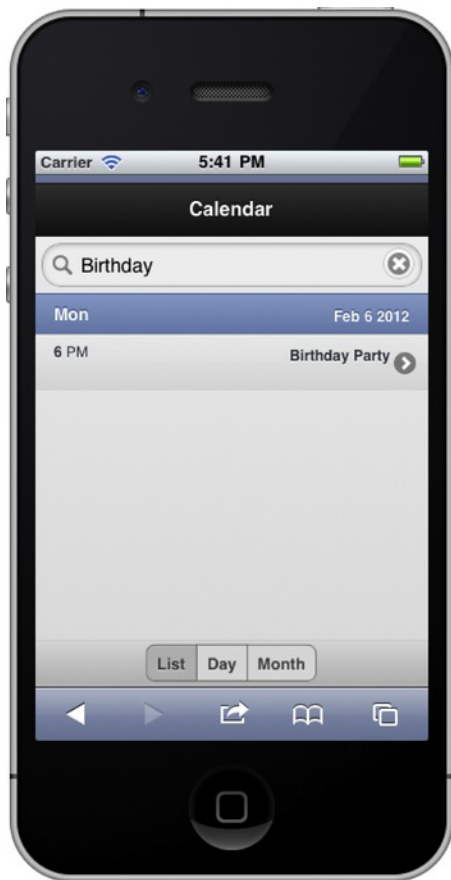 Carrier 5:41 PM
Calendar
Birthday
Mon Feb 6 2012
6 PM Birthday Party
List Day Month